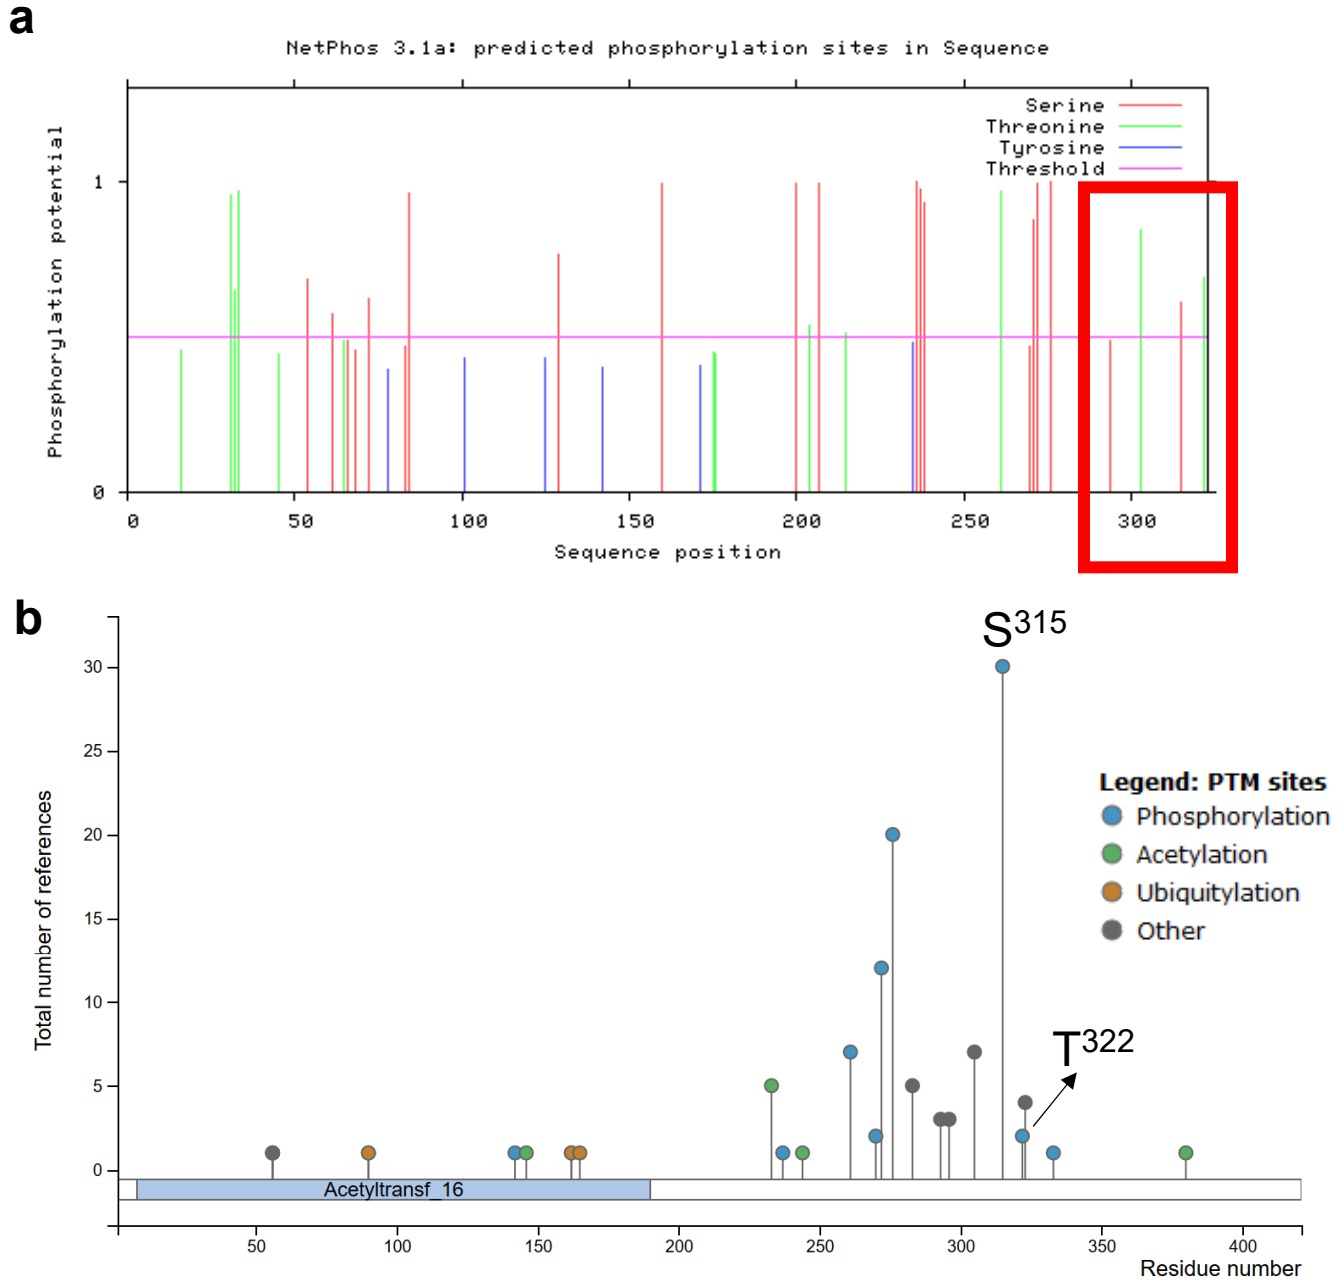 a
NetPhos 3.1a: predicted phosphorylation sites in Sequence
Phosphorylation potential
1
0
Serine
Threonine
Tyrosine
Threshold
0 50 100 150 200 250 300
Sequence position
b
S315
T322
Total number of references
30
25
20
15
10
5
0
Legend: PTM sites
Phosphorylation
Acetylation
Ubiquitylation
Other
Acetyltransf_16
50 100 150 200 250 300 350 400
Residue number